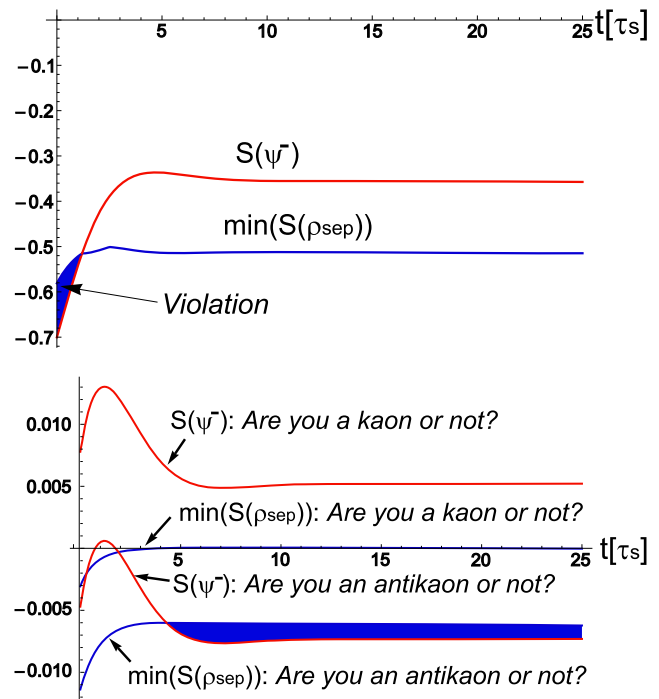 5 10 15 20 25 t[τs]
−0.1
−0.2
−0.3
S(ψ⁻)
−0.4
min(S(ρsep))
−0.5
−0.6
Violation
−0.7
0.010
S(ψ⁻): Are you a kaon or not?
0.005
min(S(ρsep)): Are you a kaon or not?
t[τs]
5 10 15 20 25
S(ψ⁻): Are you an antikaon or not?
−0.005
−0.010
min(S(ρsep)): Are you an antikaon or not?